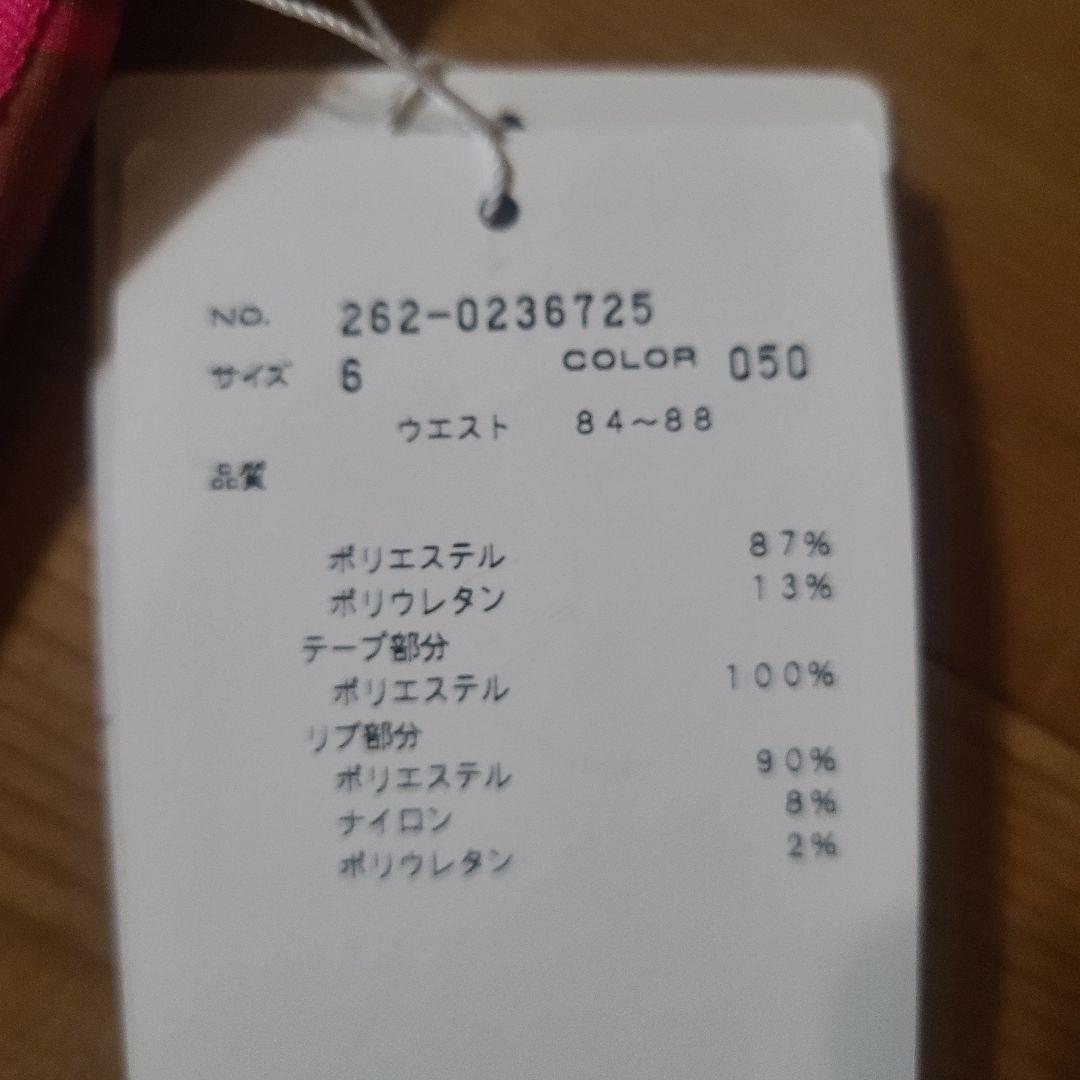 NO. 262-0236725
サイズ 6 COLOR 050
ウエスト 84～88
品質
ポリエステル 87%
ポリウレタン 13%
テープ部分
ポリエステル 100%
リブ部分
ポリエステル 90%
ナイロン 8%
ポリウレタン 2%